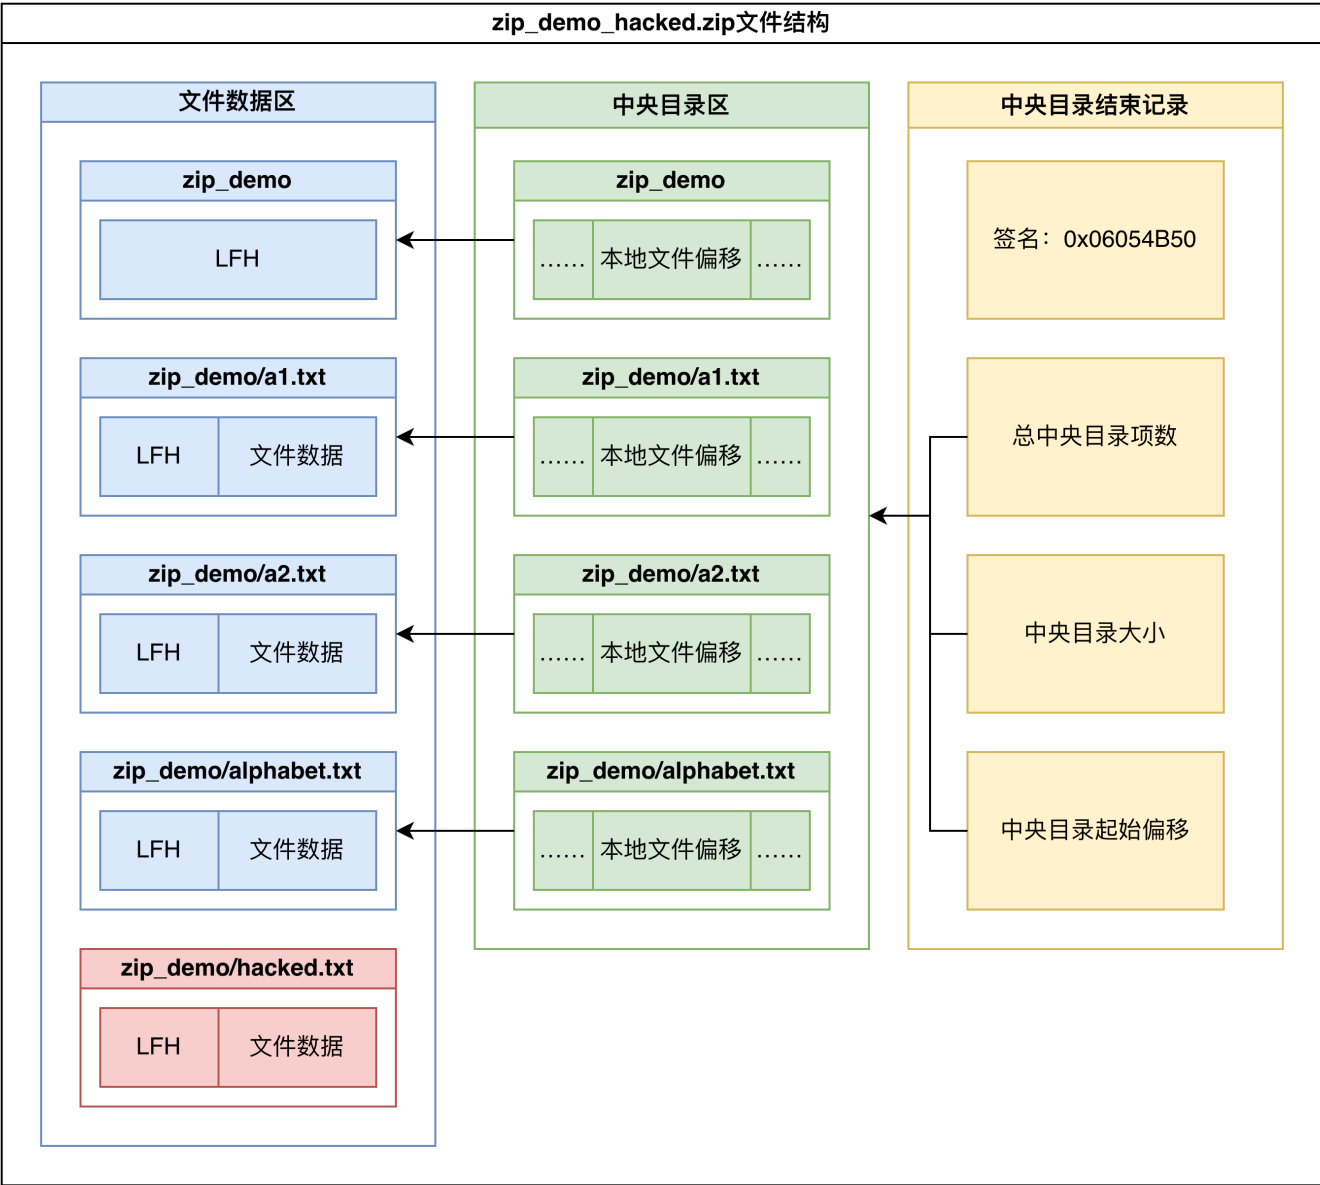 zip_demo_hacked.zip文件结构
文件数据区
zip_demo
LFH
zip_demo/a1.txt
LFH
文件数据
zip_demo/a2.txt
LFH
文件数据
zip_demo/alphabet.txt
LFH
文件数据
zip_demo/hacked.txt
LFH
文件数据
中央目录区
zip_demo
……
本地文件偏移
……
zip_demo/a1.txt
……
本地文件偏移
……
zip_demo/a2.txt
……
本地文件偏移
……
zip_demo/alphabet.txt
……
本地文件偏移
……
中央目录结束记录
签名：0x06054B50
总中央目录项数
中央目录大小
中央目录起始偏移